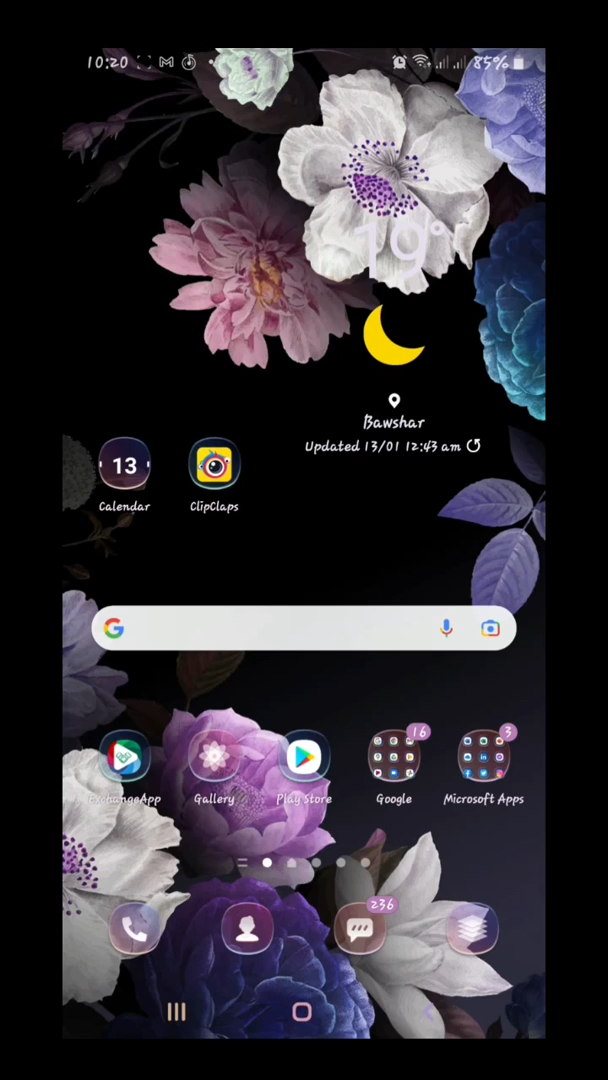 10:20
85%
19°
Bawshar
Updated 13/01 12:43 am
13
Calendar
ClipClaps
16
3
ExchangeApp
Gallery
Play Store
Google
Microsoft Apps
236